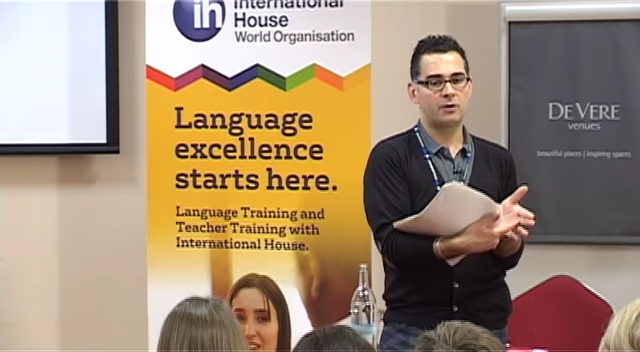 ih
International
House
World Organisation
Language
excellence
starts here.
Language Training and
Teacher Training with
International House.
DE VERE
venues
beautiful places | inspiring spaces